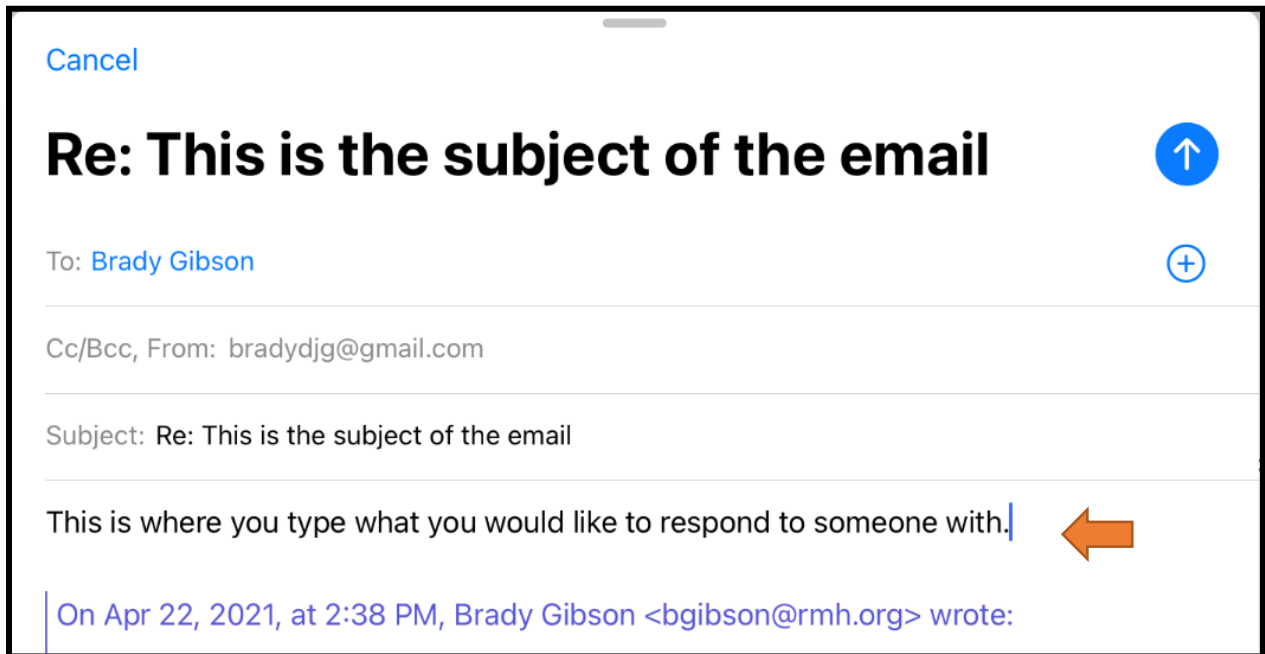 Cancel
Re: This is the subject of the email
To: Brady Gibson
Cc/Bcc, From: bradydjg@gmail.com
Subject: Re: This is the subject of the email
This is where you type what you would like to respond to someone with.
On Apr 22, 2021, at 2:38 PM, Brady Gibson <bgibson@rmh.org> wrote: